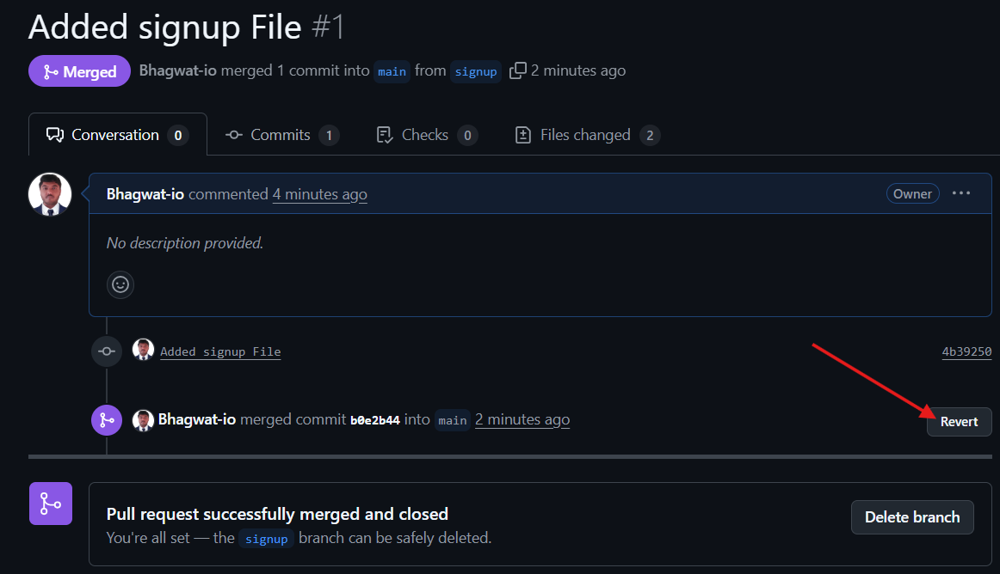 Added signup File #1
Merged Bhagwat-io merged 1 commit into main from signup 2 minutes ago
Conversation 0 Commits 1 Checks 0 Files changed 2
Bhagwat-io commented 4 minutes ago Owner ...
No description provided.
Added signup File 4b39250
Bhagwat-io merged commit b0e2b44 into main 2 minutes ago Revert
Pull request successfully merged and closed
You're all set — the signup branch can be safely deleted.
Delete branch